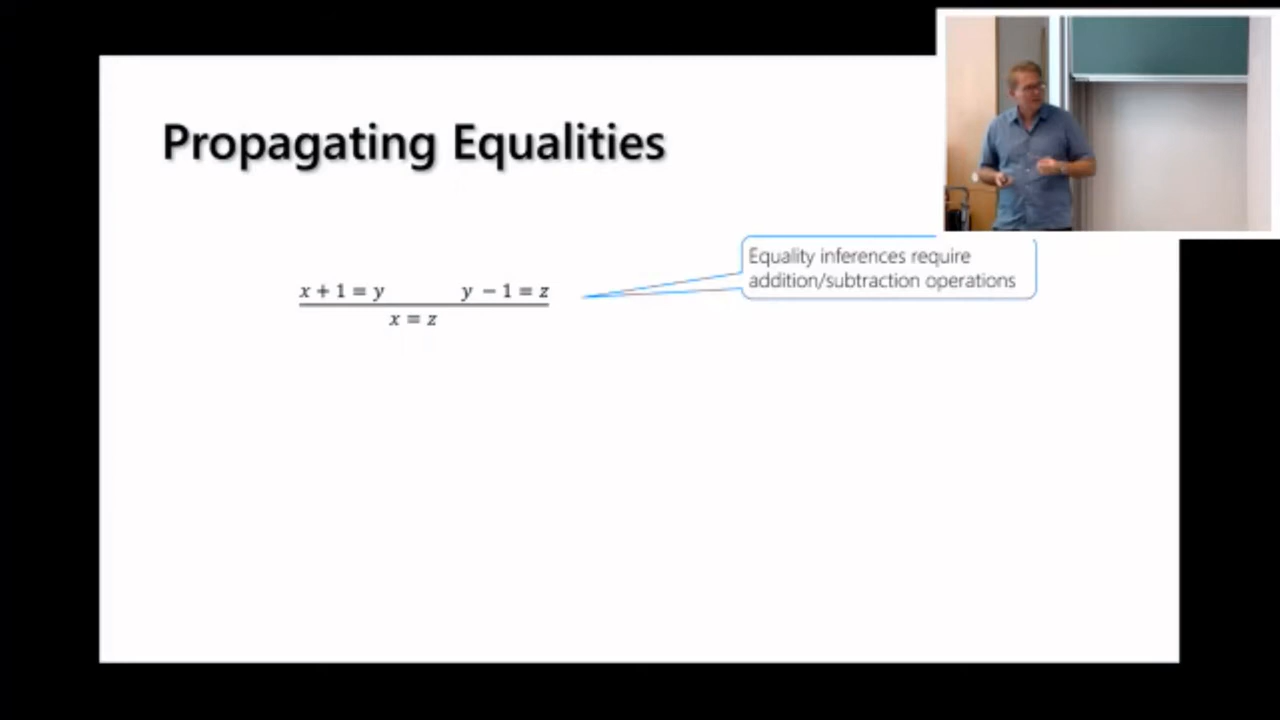 Propagating Equalities
Equality inferences require
addition/subtraction operations
x + 1 = y y − 1 = z
x = z